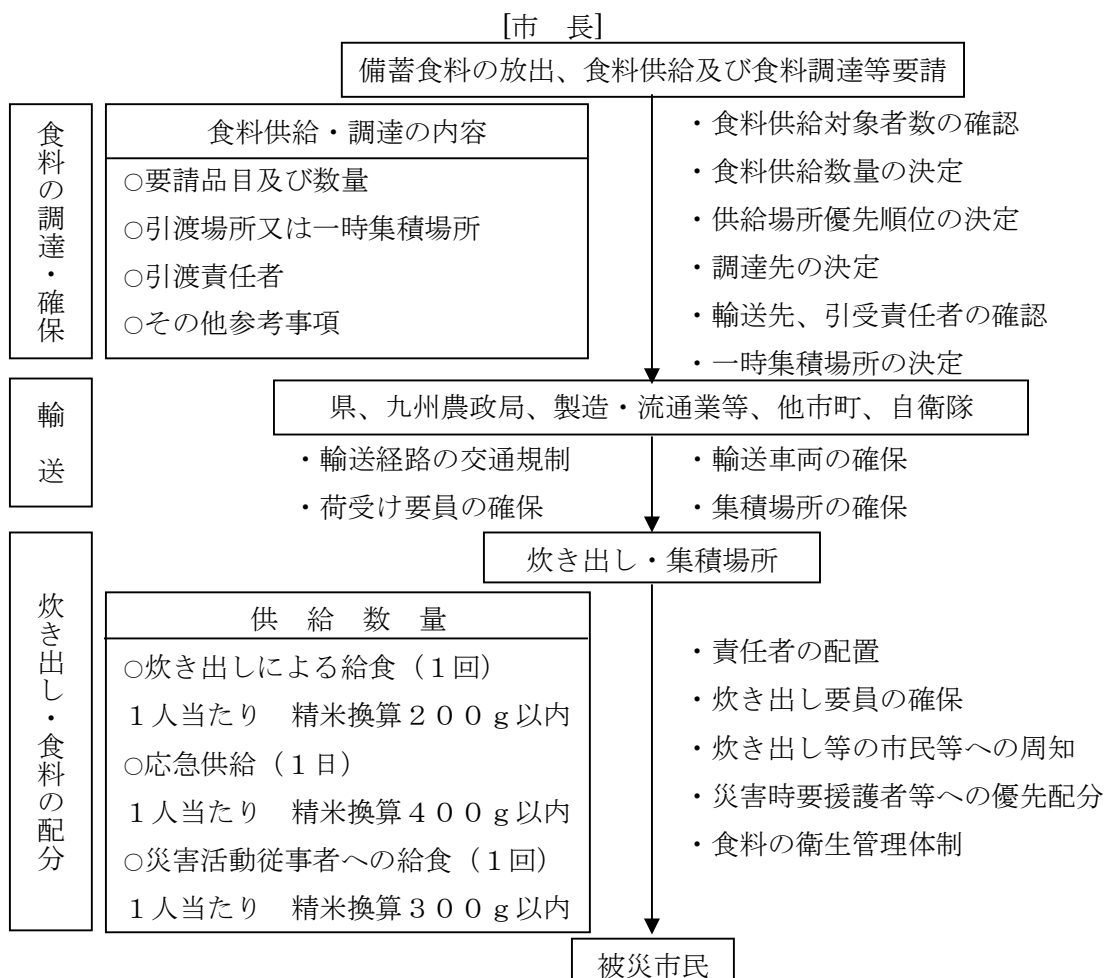 [市　長]
備蓄食料の放出、食料供給及び食料調達等要請
食料の調達・確保
食料供給・調達の内容
○要請品目及び数量
○引渡場所又は一時集積場所
○引渡責任者
○その他参考事項
・食料供給対象者数の確認
・食料供給数量の決定
・供給場所優先順位の決定
・調達先の決定
・輸送先、引受責任者の確認
・一時集積場所の決定
輸送
県、九州農政局、製造・流通業等、他市町、自衛隊
・輸送経路の交通規制
・荷受け要員の確保
・輸送車両の確保
・集積場所の確保
炊き出し・食料の配分
炊き出し・集積場所
供　給　数　量
○炊き出しによる給食（１回）
１人当たり　精米換算２００ｇ以内
○応急供給（１日）
１人当たり　精米換算４００ｇ以内
○災害活動従事者への給食（１回）
１人当たり　精米換算３００ｇ以内
・責任者の配置
・炊き出し要員の確保
・炊き出し等の市民等への周知
・災害時要援護者等への優先配分
・食料の衛生管理体制
被災市民